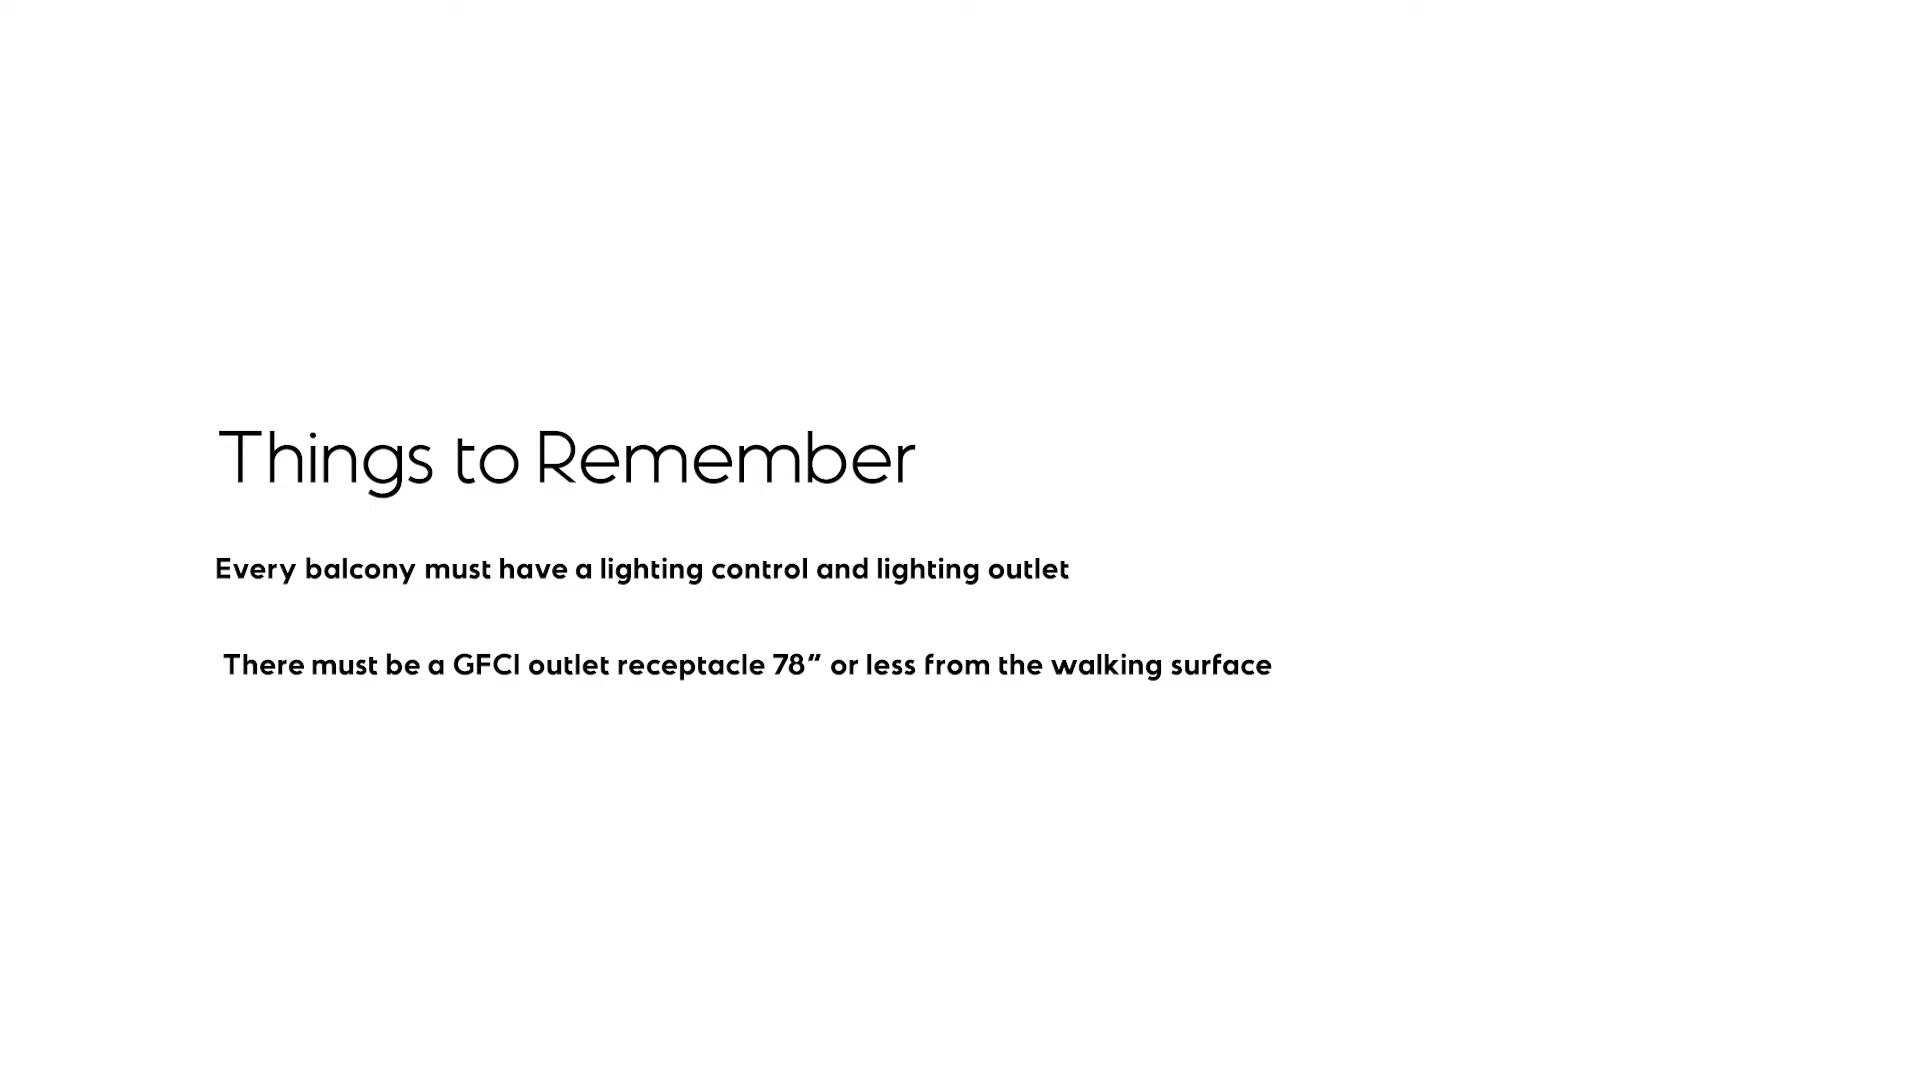 Things to Remember
Every balcony must have a lighting control and lighting outlet
There must be a GFCI outlet receptacle 78” or less from the walking surface